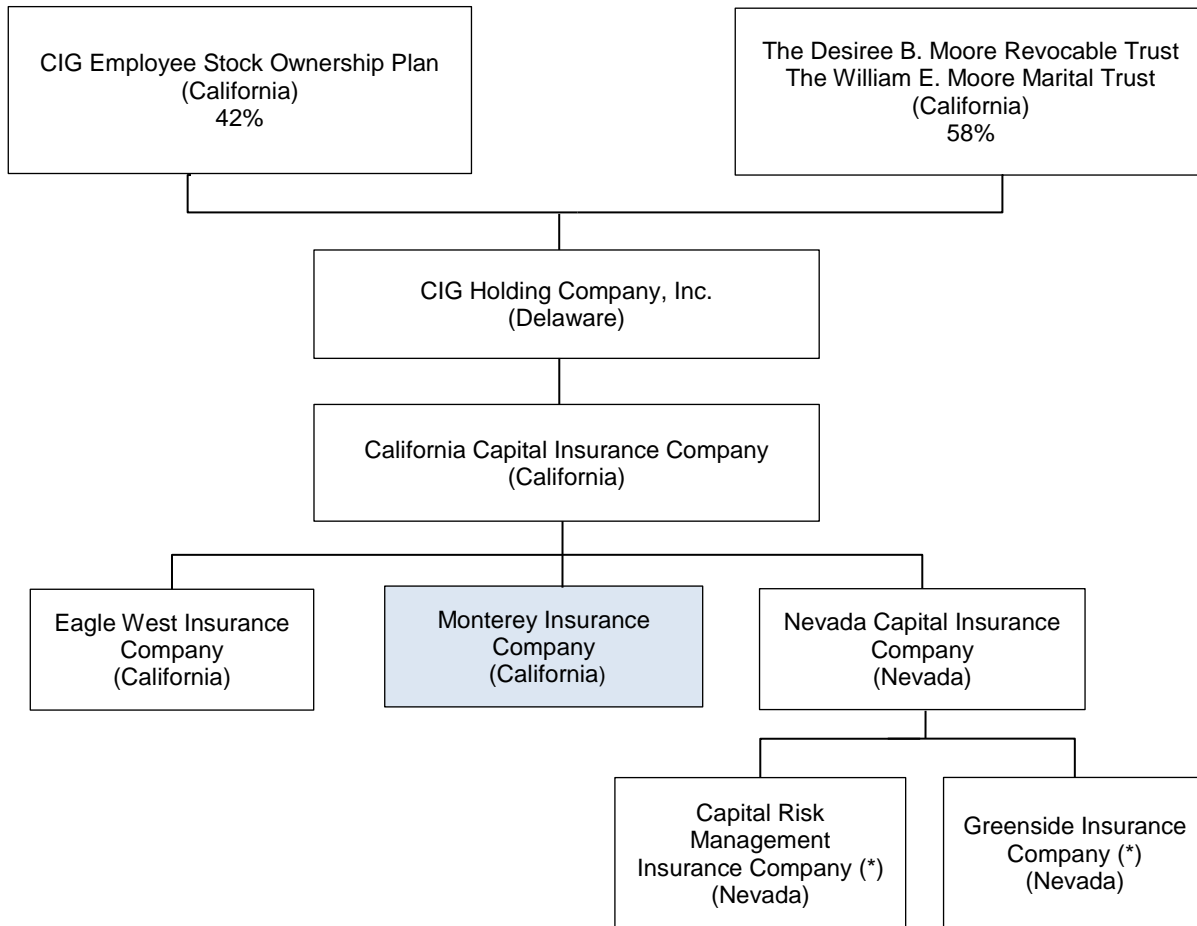 CIG Employee Stock Ownership Plan
(California)
42%
The Desiree B. Moore Revocable Trust
The William E. Moore Marital Trust
(California)
58%
CIG Holding Company, Inc.
(Delaware)
California Capital Insurance Company
(California)
Eagle West Insurance
Company
(California)
Monterey Insurance
Company
(California)
Nevada Capital Insurance
Company
(Nevada)
Capital Risk
Management
Insurance Company (*)
(Nevada)
Greenside Insurance
Company (*)
(Nevada)